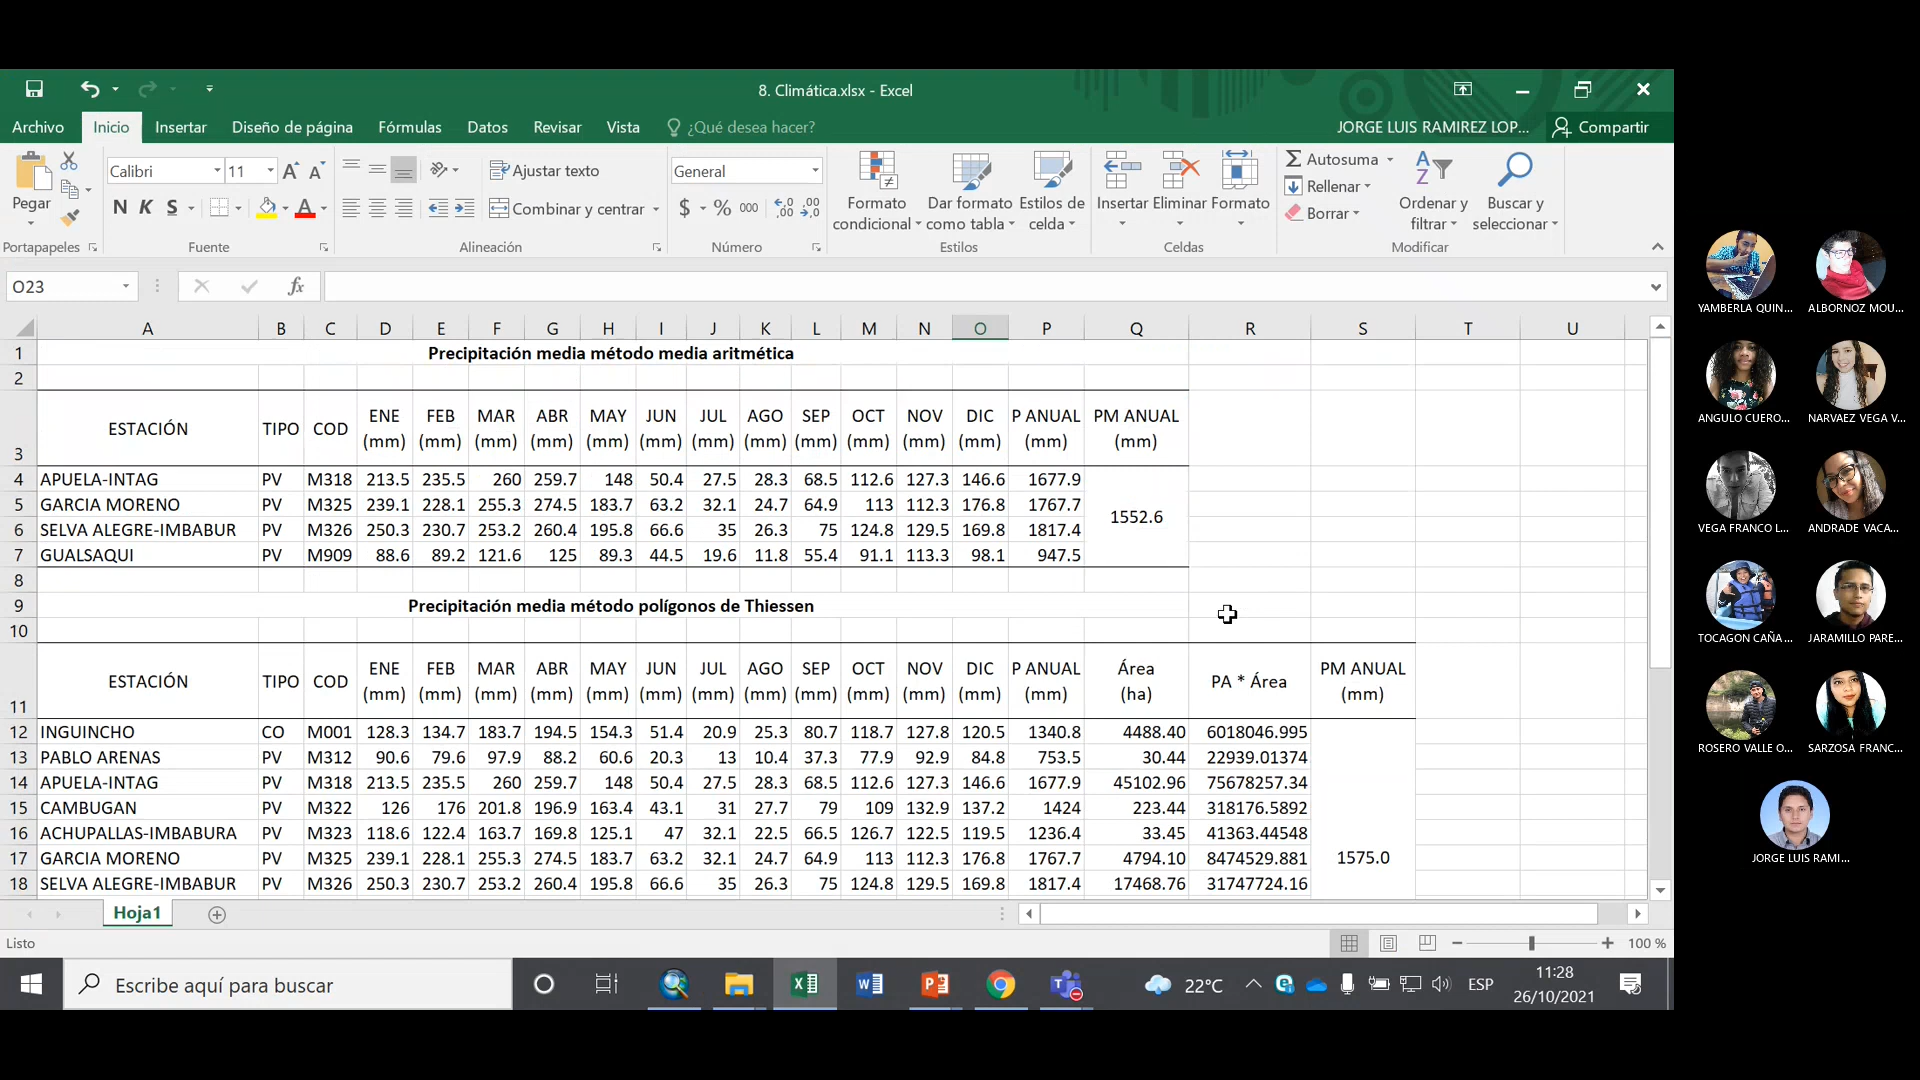 8. Climática.xlsx - Excel
Archivo Inicio Insertar Diseño de página Fórmulas Datos Revisar Vista ¿Qué desea hacer? JORGE LUIS RAMIREZ LOP... Compartir
Pegar
Portapapeles
Calibri 11
N K S
Fuente
Ajustar texto
Combinar y centrar
Alineación
General
$ % 000
Número
Formato condicional
Dar formato como tabla
Estilos de celda
Estilos
Insertar Eliminar Formato
Celdas
Autosuma
Rellenar
Borrar
Ordenar y filtrar
Buscar y seleccionar
Modificar
O23 fx
A B C D E F G H I J K L M N O P Q R S T U
1 Precipitación media método media aritmética
2
3 ESTACIÓN TIPO COD ENE (mm) FEB (mm) MAR (mm) ABR (mm) MAY (mm) JUN (mm) JUL (mm) AGO (mm) SEP (mm) OCT (mm) NOV (mm) DIC (mm) P ANUAL (mm) PM ANUAL (mm)
4 APUELA-INTAG PV M318 213.5 235.5 260 259.7 148 50.4 27.5 28.3 68.5 112.6 127.3 146.6 1677.9
5 GARCIA MORENO PV M325 239.1 228.1 255.3 274.5 183.7 63.2 32.1 24.7 64.9 113 112.3 176.8 1767.7
1552.6
6 SELVA ALEGRE-IMBABUR PV M326 250.3 230.7 253.2 260.4 195.8 66.6 35 26.3 75 124.8 129.5 169.8 1817.4
7 GUALSAQUI PV M909 88.6 89.2 121.6 125 89.3 44.5 19.6 11.8 55.4 91.1 113.3 98.1 947.5
8
9 Precipitación media método polígonos de Thiessen
10
11 ESTACIÓN TIPO COD ENE (mm) FEB (mm) MAR (mm) ABR (mm) MAY (mm) JUN (mm) JUL (mm) AGO (mm) SEP (mm) OCT (mm) NOV (mm) DIC (mm) P ANUAL (mm) Área (ha) PA * Área PM ANUAL (mm)
12 INGUINCHO CO M001 128.3 134.7 183.7 194.5 154.3 51.4 20.9 25.3 80.7 118.7 127.8 120.5 1340.8 4488.40 6018046.995
13 PABLO ARENAS PV M312 90.6 79.6 97.9 88.2 60.6 20.3 13 10.4 37.3 77.9 92.9 84.8 753.5 30.44 22939.01374
14 APUELA-INTAG PV M318 213.5 235.5 260 259.7 148 50.4 27.5 28.3 68.5 112.6 127.3 146.6 1677.9 45102.96 75678257.34
15 CAMBUGAN PV M322 126 176 201.8 196.9 163.4 43.1 31 27.7 79 109 132.9 137.2 1424 223.44 318176.5892
16 ACHUPALLAS-IMBABURA PV M323 118.6 122.4 163.7 169.8 125.1 47 32.1 22.5 66.5 126.7 122.5 119.5 1236.4 33.45 41363.44548
17 GARCIA MORENO PV M325 239.1 228.1 255.3 274.5 183.7 63.2 32.1 24.7 64.9 113 112.3 176.8 1767.7 4794.10 8474529.881 1575.0
18 SELVA ALEGRE-IMBABUR PV M326 250.3 230.7 253.2 260.4 195.8 66.6 35 26.3 75 124.8 129.5 169.8 1817.4 17468.76 31747724.16
Hoja1
Listo 100 %
Escribe aquí para buscar
22°C ESP 11:28
26/10/2021
YAMBERLA QUIN... ALBORNOZ MOU...
ANGULO CUERO... NARVAEZ VEGA V...
VEGA FRANCO L... ANDRADE VACA...
TOCAGON CAÑA... JARAMILLO PARE...
ROSERO VALLE O... SARZOSA FRANC...
JORGE LUIS RAMI...